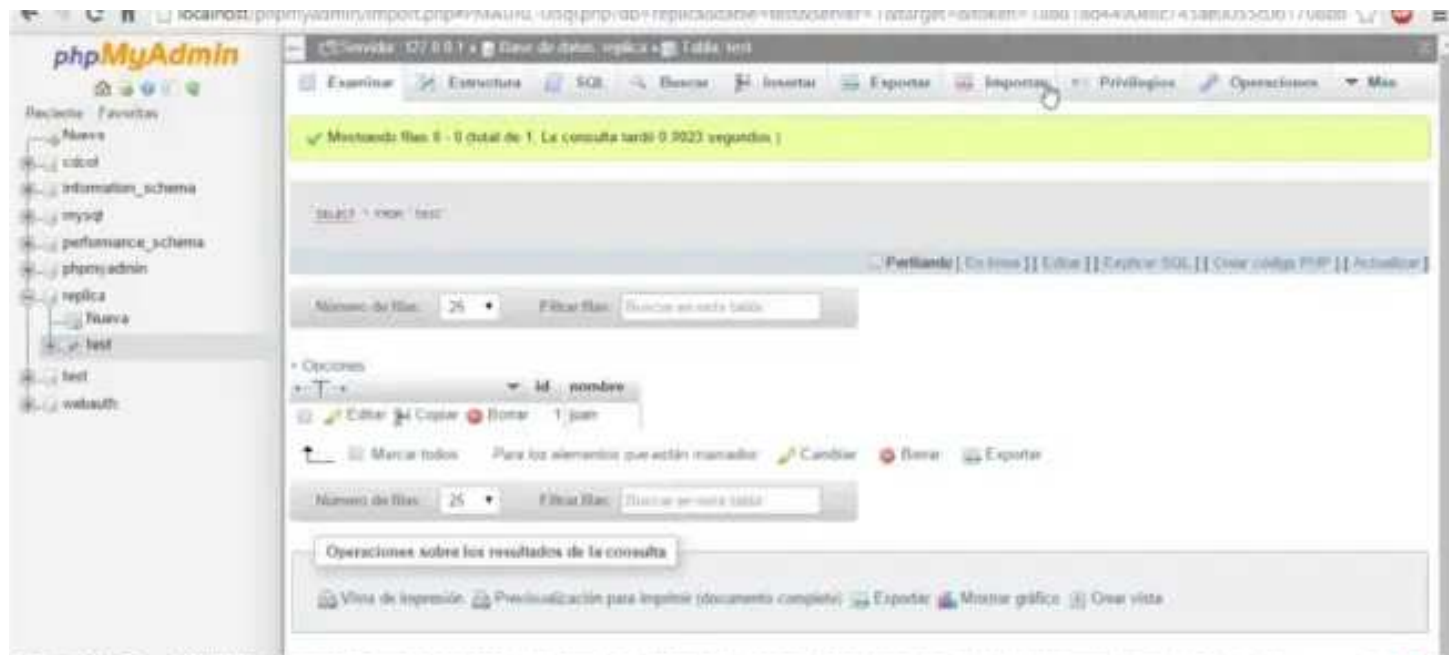 localhost/phpmyadmin/import.php
phpMyAdmin
Reciente Favoritas
Nueva
cdcol
information_schema
mysql
performance_schema
phpmyadmin
replica
Nueva
test
test
webauth
Servidor: 127.0.0.1 » Base de datos: replica » Tabla: test
Examinar Estructura SQL Buscar Insertar Exportar Importar Privilegios Operaciones Más
Mostrando filas 0 - 0 (total de 1, La consulta tardó 0.0023 segundos.)
SELECT * FROM `test`
Perfilando [ En línea ] [ Editar ] [ Explicar SQL ] [ Crear código PHP ] [ Actualizar ]
Número de filas: 25 Filtrar filas: Buscar en esta tabla
+ Opciones
←T→ id nombre
Editar Copiar Borrar 1 juan
Marcar todos Para los elementos que están marcados: Cambiar Borrar Exportar
Número de filas: 25 Filtrar filas: Buscar en esta tabla
Operaciones sobre los resultados de la consulta
Vista de impresión Previsualización para imprimir (documento completo) Exportar Mostrar gráfico Crear vista